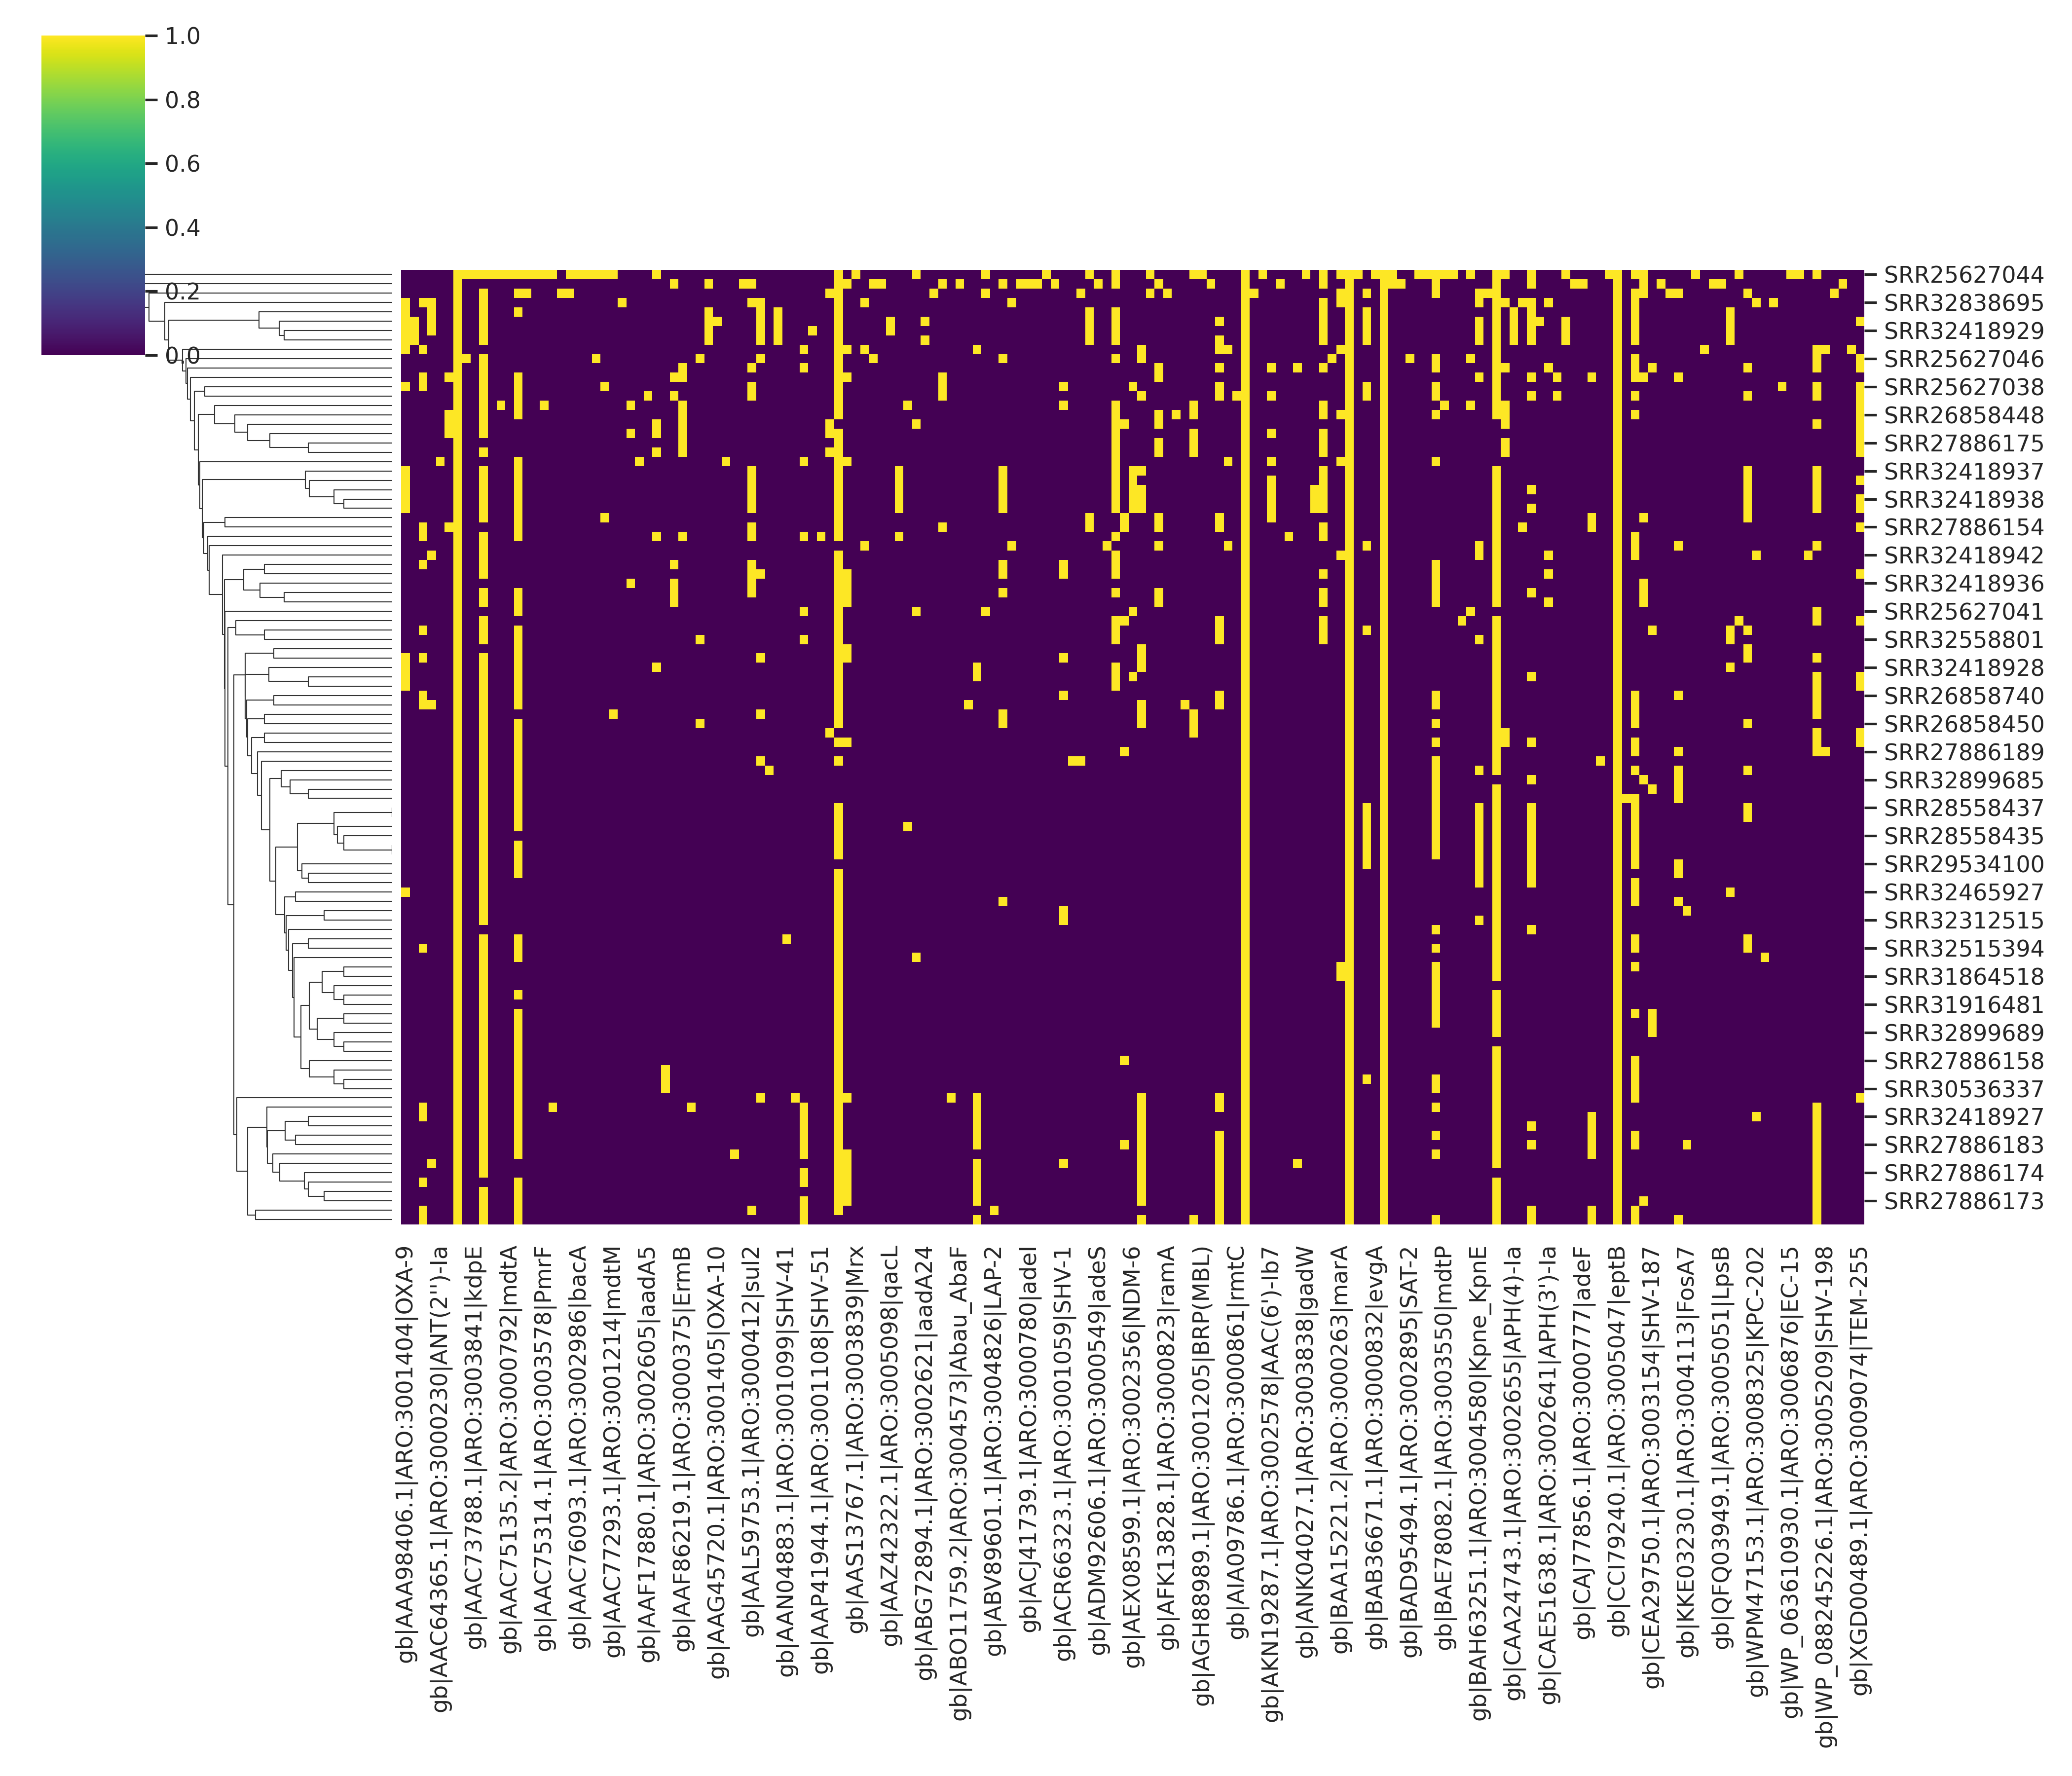 1.0
0.8
0.6
0.4
0.2
0.0
SRR25627044
SRR32838695
SRR32418929
SRR25627046
SRR25627038
SRR26858448
SRR27886175
SRR32418937
SRR32418938
SRR27886154
SRR32418942
SRR32418936
SRR25627041
SRR32558801
SRR32418928
SRR26858740
SRR26858450
SRR27886189
SRR32899685
SRR28558437
SRR28558435
SRR29534100
SRR32465927
SRR32312515
SRR32515394
SRR31864518
SRR31916481
SRR32899689
SRR27886158
SRR30536337
SRR32418927
SRR27886183
SRR27886174
SRR27886173
gb|AAA98406.1|ARO:3001404|OXA-9
gb|AAC64365.1|ARO:3000230|ANT(2'')-Ia
gb|AAC73788.1|ARO:3003841|kdpE
gb|AAC75135.2|ARO:3000792|mdtA
gb|AAC75314.1|ARO:3003578|PmrF
gb|AAC76093.1|ARO:3002986|bacA
gb|AAC77293.1|ARO:3001214|mdtM
gb|AAF17880.1|ARO:3002605|aadA5
gb|AAF86219.1|ARO:3000375|ErmB
gb|AAG45720.1|ARO:3001405|OXA-10
gb|AAL59753.1|ARO:3000412|sul2
gb|AAN04883.1|ARO:3001099|SHV-41
gb|AAP41944.1|ARO:3001108|SHV-51
gb|AAS13767.1|ARO:3003839|Mrx
gb|AAZ42322.1|ARO:3005098|qacL
gb|ABG72894.1|ARO:3002621|aadA24
gb|ABO11759.2|ARO:3004573|Abau_AbaF
gb|ABV89601.1|ARO:3004826|LAP-2
gb|ACJ41739.1|ARO:3000780|adeI
gb|ACR66323.1|ARO:3001059|SHV-1
gb|ADM92606.1|ARO:3000549|adeS
gb|AEX08599.1|ARO:3002356|NDM-6
gb|AFK13828.1|ARO:3000823|ramA
gb|AGH88989.1|ARO:3001205|BRP(MBL)
gb|AIA09786.1|ARO:3000861|rmtC
gb|AKN19287.1|ARO:3002578|AAC(6')-Ib7
gb|ANK04027.1|ARO:3003838|gadW
gb|BAA15221.2|ARO:3000263|marA
gb|BAB36671.1|ARO:3000832|evgA
gb|BAD95494.1|ARO:3002895|SAT-2
gb|BAE78082.1|ARO:3003550|mdtP
gb|BAH63251.1|ARO:3004580|Kpne_KpnE
gb|CAA24743.1|ARO:3002655|APH(4)-Ia
gb|CAE51638.1|ARO:3002641|APH(3')-Ia
gb|CAJ77856.1|ARO:3000777|adeF
gb|CCI79240.1|ARO:3005047|eptB
gb|CEA29750.1|ARO:3003154|SHV-187
gb|KKE03230.1|ARO:3004113|FosA7
gb|QFQ03949.1|ARO:3005051|LpsB
gb|WPM47153.1|ARO:3008325|KPC-202
gb|WP_063610930.1|ARO:3006876|EC-15
gb|WP_088245226.1|ARO:3005209|SHV-198
gb|XGD00489.1|ARO:3009074|TEM-255